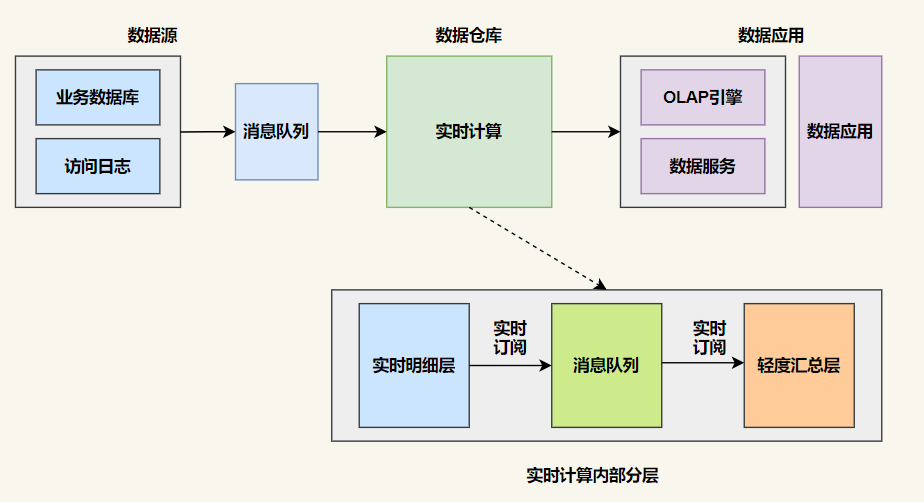 数据源
数据仓库
数据应用
业务数据库
访问日志
消息队列
实时计算
OLAP引擎
数据服务
数据应用
实时明细层
实时
订阅
消息队列
实时
订阅
轻度汇总层
实时计算内部分层